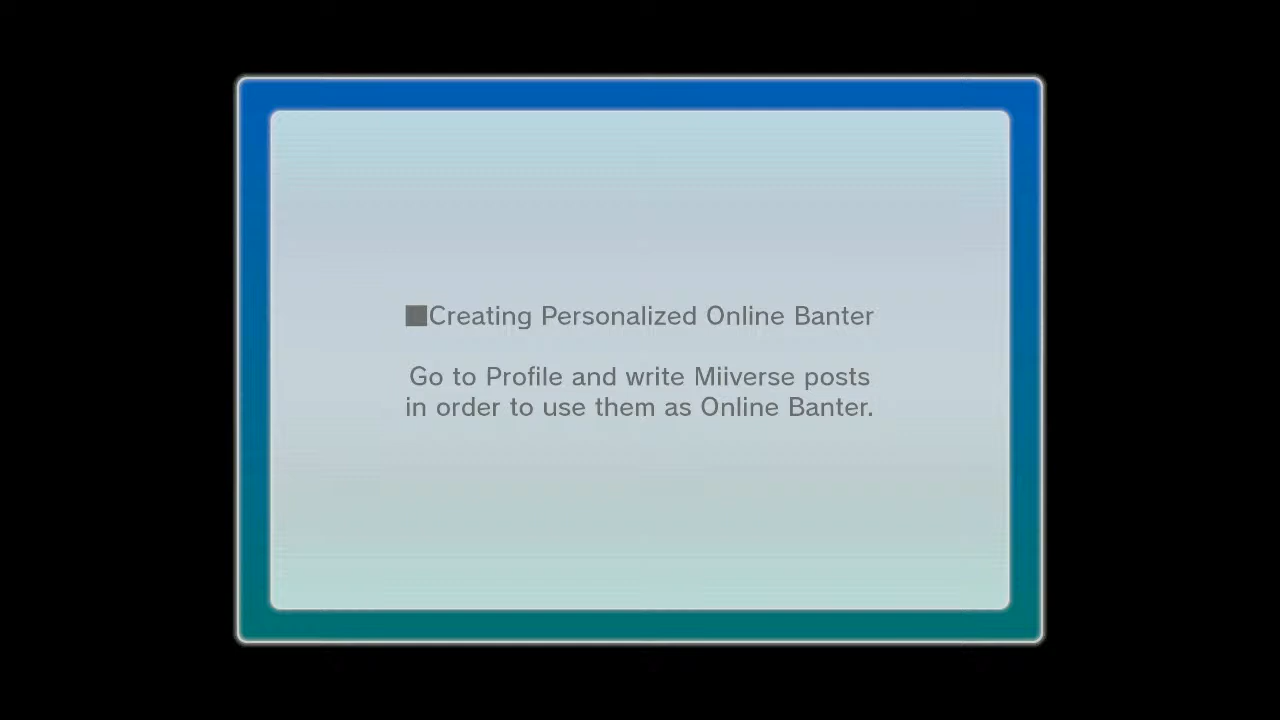 ■Creating Personalized Online Banter
Go to Profile and write Miiverse posts
in order to use them as Online Banter.